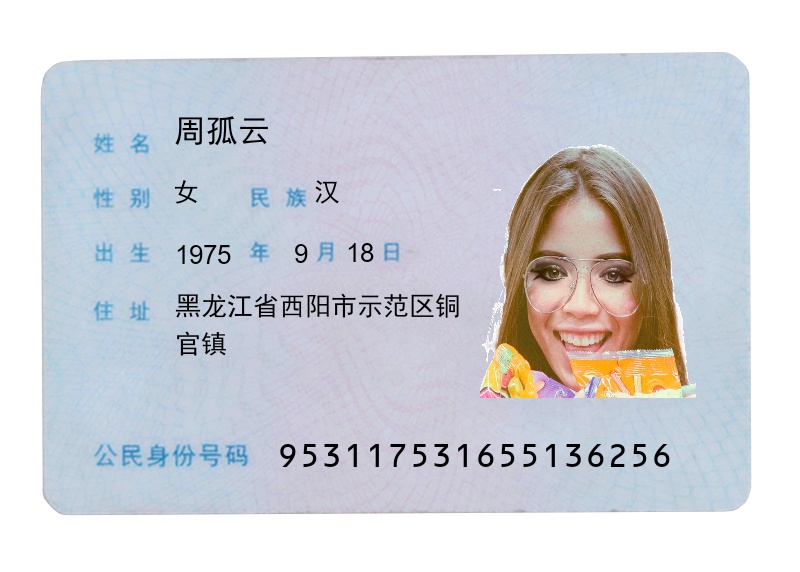 姓名 周孤云
性别 女 民族 汉
出生 1975 年 9 月 18 日
住址 黑龙江省西阳市示范区铜
官镇
公民身份号码 953117531655136256